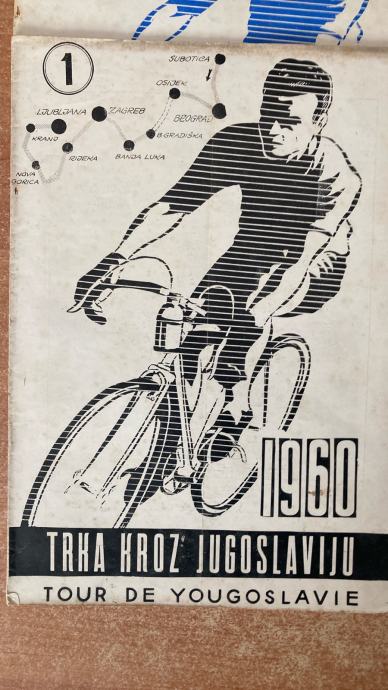 1
SUBOTICA
OSIJEK
BEOGRAD
LJUBLJANA
ZAGREB
B.GRADIŠKA
KRANJ
RIJEKA
BANJA LUKA
NOVA
GORICA
1960
TRKA KROZ JUGOSLAVIJU
TOUR DE YOUGOSLAVIE